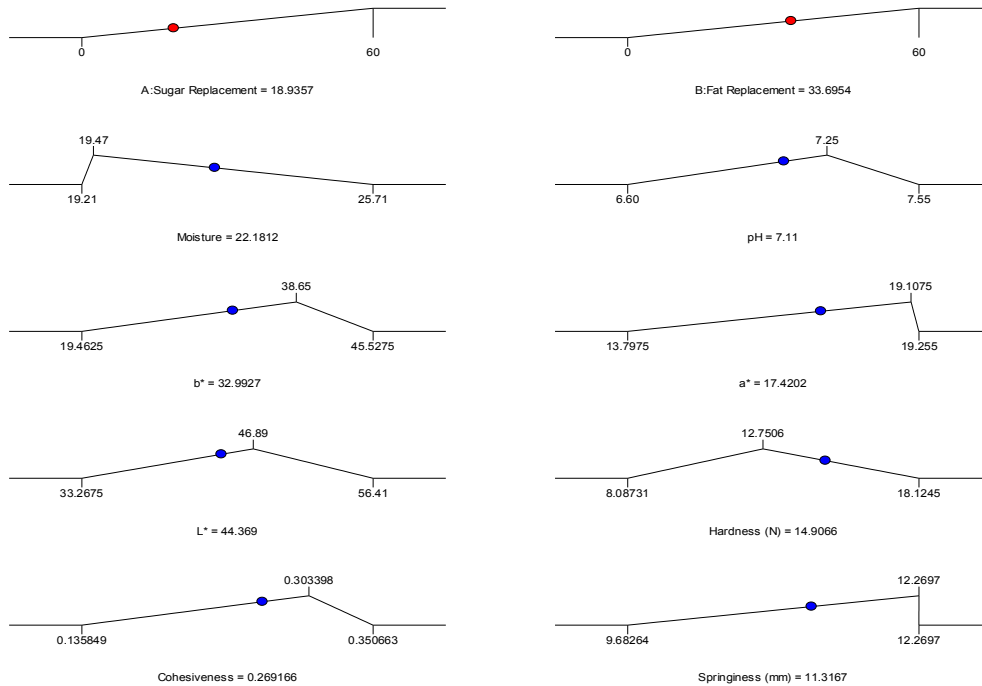 0
60
A:Sugar Replacement = 18.9357
0
60
B:Fat Replacement = 33.6954
19.47
19.21
25.71
Moisture = 22.1812
7.25
6.60
7.55
pH = 7.11
38.65
19.4625
45.5275
b* = 32.9927
19.1075
13.7975
19.255
a* = 17.4202
46.89
33.2675
56.41
L* = 44.369
12.7506
8.08731
18.1245
Hardness (N) = 14.9066
0.303398
0.135849
0.350663
Cohesiveness = 0.269166
12.2697
9.68264
12.2697
Springiness (mm) = 11.3167